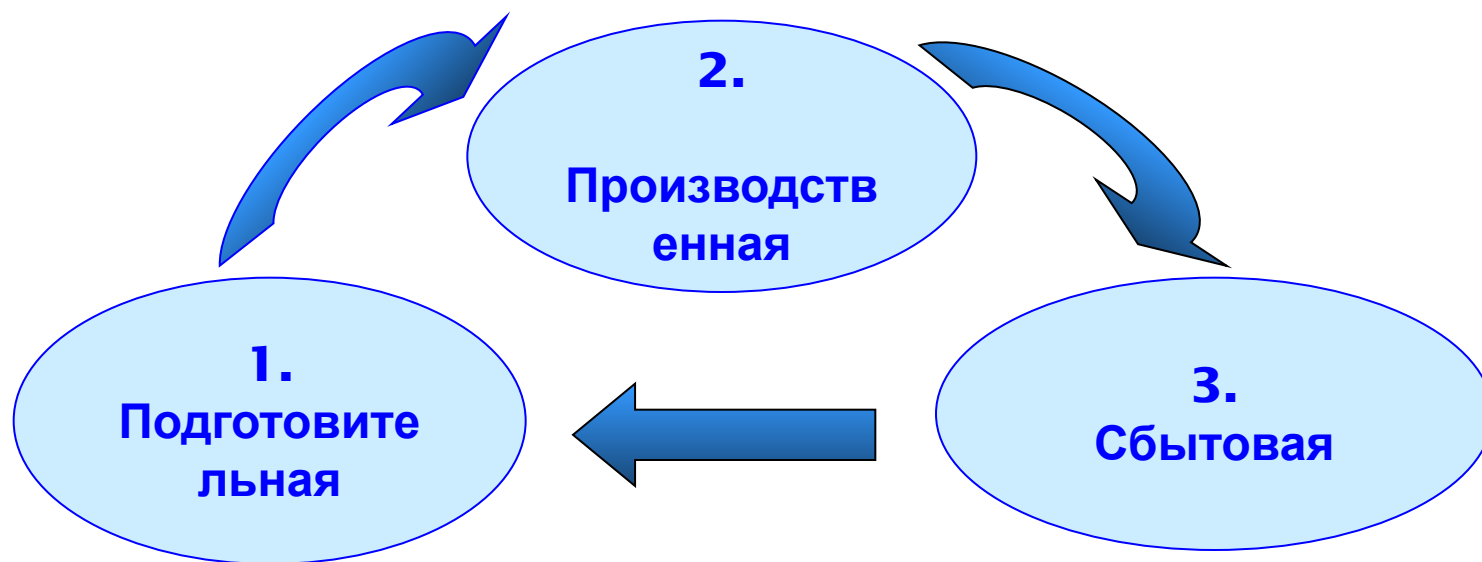 2.
Производств
енная
1.
Подготовите
льная
3.
Сбытовая